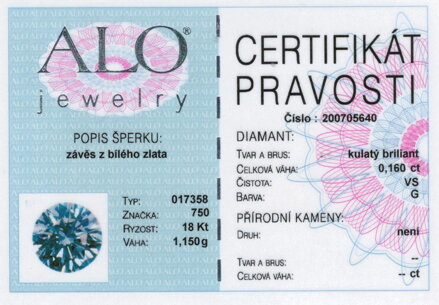 ALO®
jewelry
POPIS ŠPERKU:
závěs z bílého zlata
TYP: 017358
ZNAČKA: 750
RYZOST: 18 Kt
VÁHA: 1,150 g
CERTIFIKÁT
PRAVOSTI
Číslo : 200705640
DIAMANT:
TVAR A BRUS: kulatý briliant
CELKOVÁ VÁHA: 0,160 ct
ČISTOTA: VS
BARVA: G
PŘÍRODNÍ KAMENY:
DRUH: není
TVAR A BRUS: --
CELKOVÁ VÁHA: -- ct